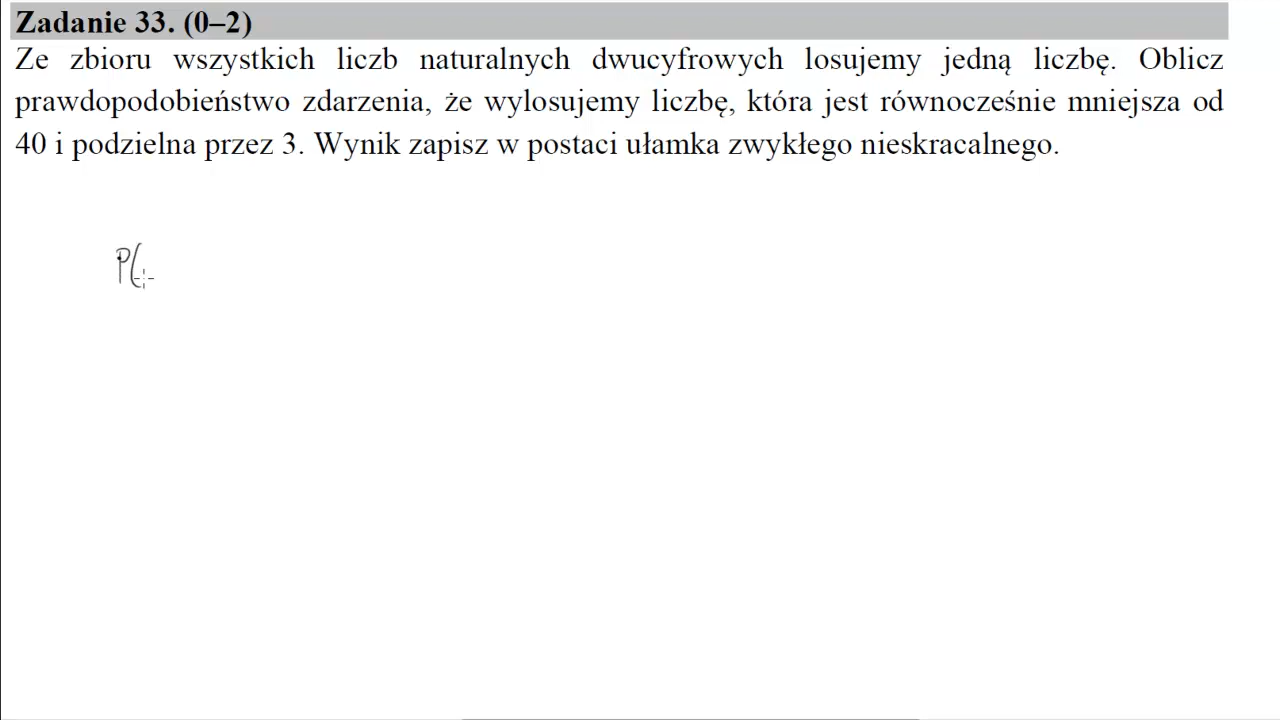 Zadanie 33. (0–2)
Ze zbioru wszystkich liczb naturalnych dwucyfrowych losujemy jedną liczbę. Oblicz
prawdopodobieństwo zdarzenia, że wylosujemy liczbę, która jest równocześnie mniejsza od
40 i podzielna przez 3. Wynik zapisz w postaci ułamka zwykłego nieskracalnego.
P(